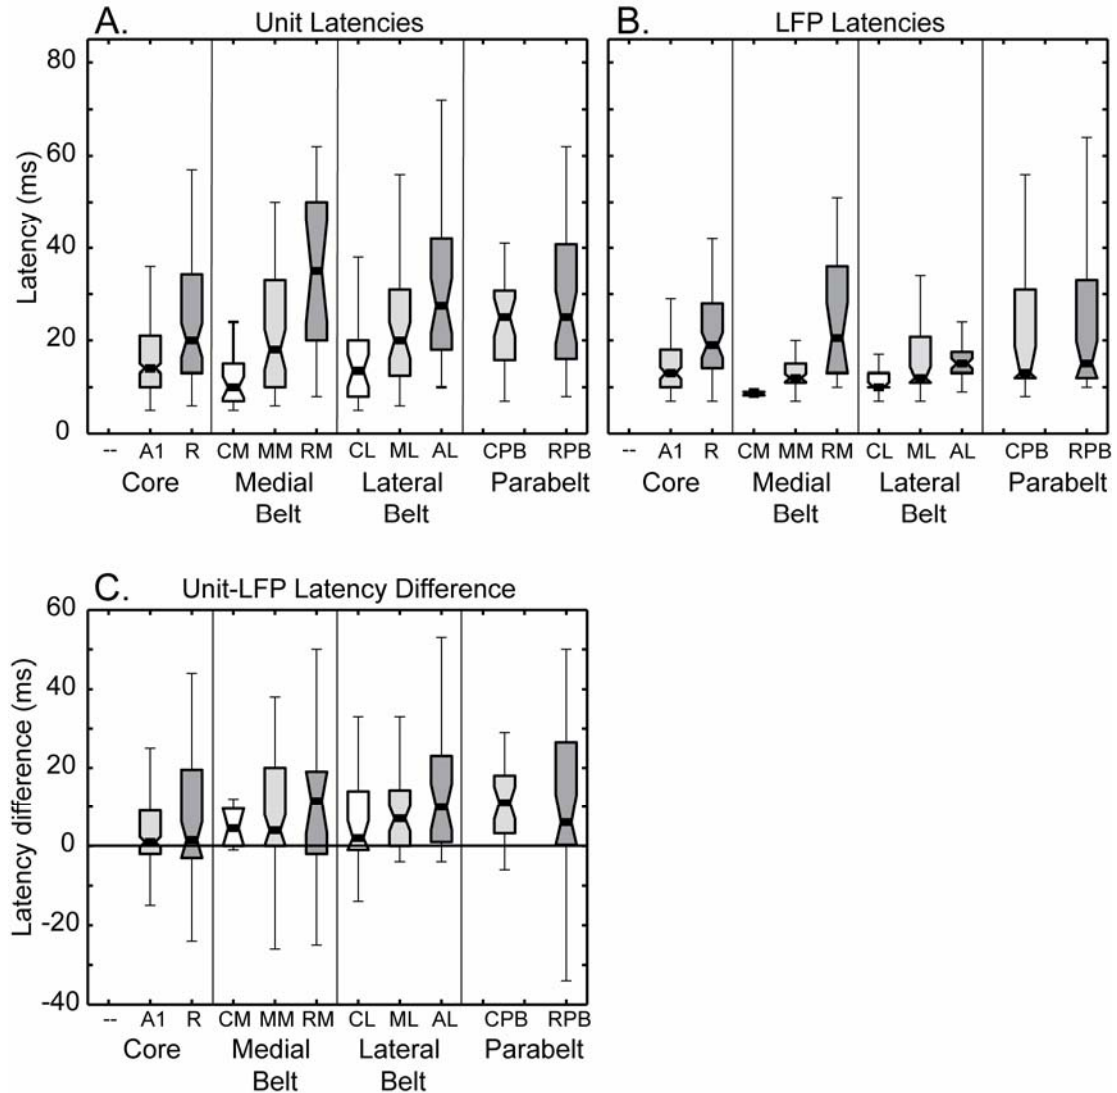 A. Unit Latencies
Latency (ms)
80
60
40
20
0
-- A1 R CM MM RM CL ML AL CPB RPB
Core Medial Lateral Parabelt
Belt Belt
B. LFP Latencies
-- A1 R CM MM RM CL ML AL CPB RPB
Core Medial Lateral Parabelt
Belt Belt
C. Unit-LFP Latency Difference
Latency difference (ms)
60
40
20
0
-20
-40
-- A1 R CM MM RM CL ML AL CPB RPB
Core Medial Lateral Parabelt
Belt Belt